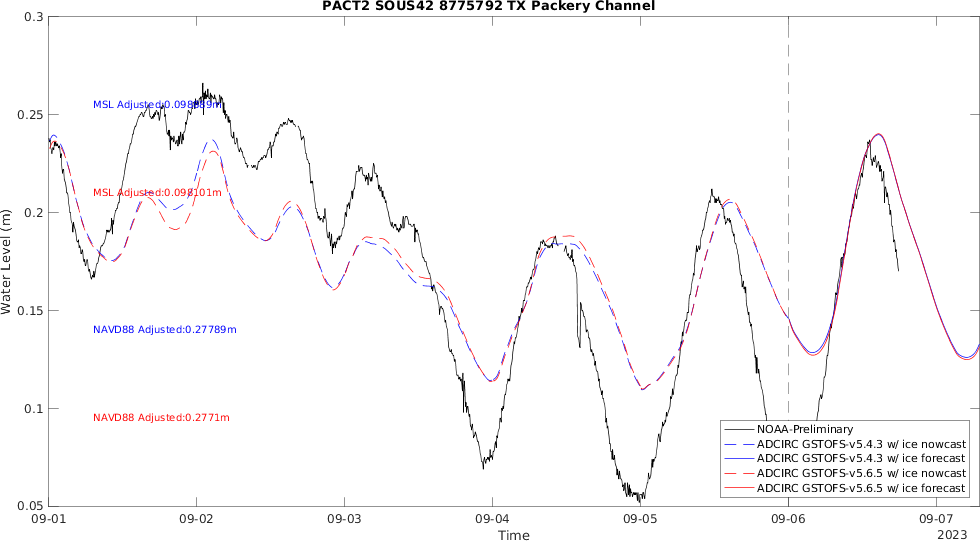 PACT2 SOUS42 8775792 TX Packery Channel
0.3
0.25
0.2
0.15
0.1
0.05
Water Level (m)
MSL Adjusted:0.098101m
NAVD88 Adjusted:0.27789m
NAVD88 Adjusted:0.2771m
NOAA-Preliminary
ADCIRC GSTOFS-v5.4.3 w/ ice nowcast
ADCIRC GSTOFS-v5.4.3 w/ ice forecast
ADCIRC GSTOFS-v5.6.5 w/ ice nowcast
ADCIRC GSTOFS-v5.6.5 w/ ice forecast
09-01 09-02 09-03 09-04 09-05 09-06 09-07
Time
2023
MSL